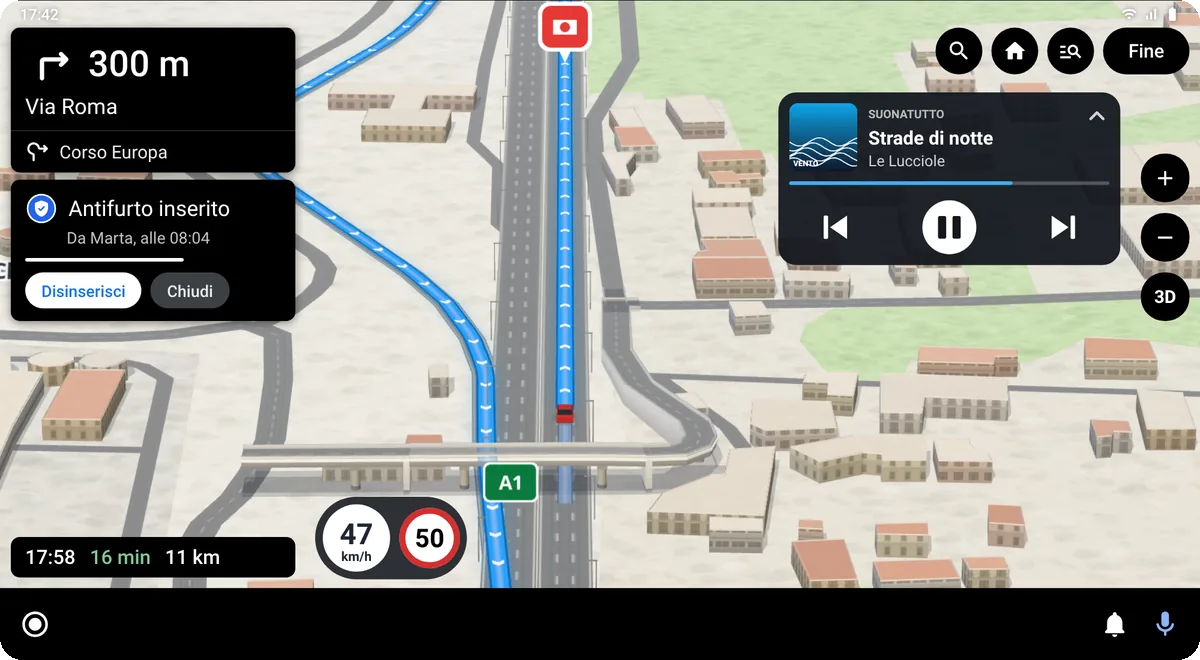 17:42
300 m
Via Roma
Corso Europa
Antifurto inserito
Da Marta, alle 08:04
Disinserisci
Chiudi
Fine
SUONATUTTO
Strade di notte
Le Lucciole
VENTO
+
−
3D
A1
47
km/h
50
17:58 16 min 11 km